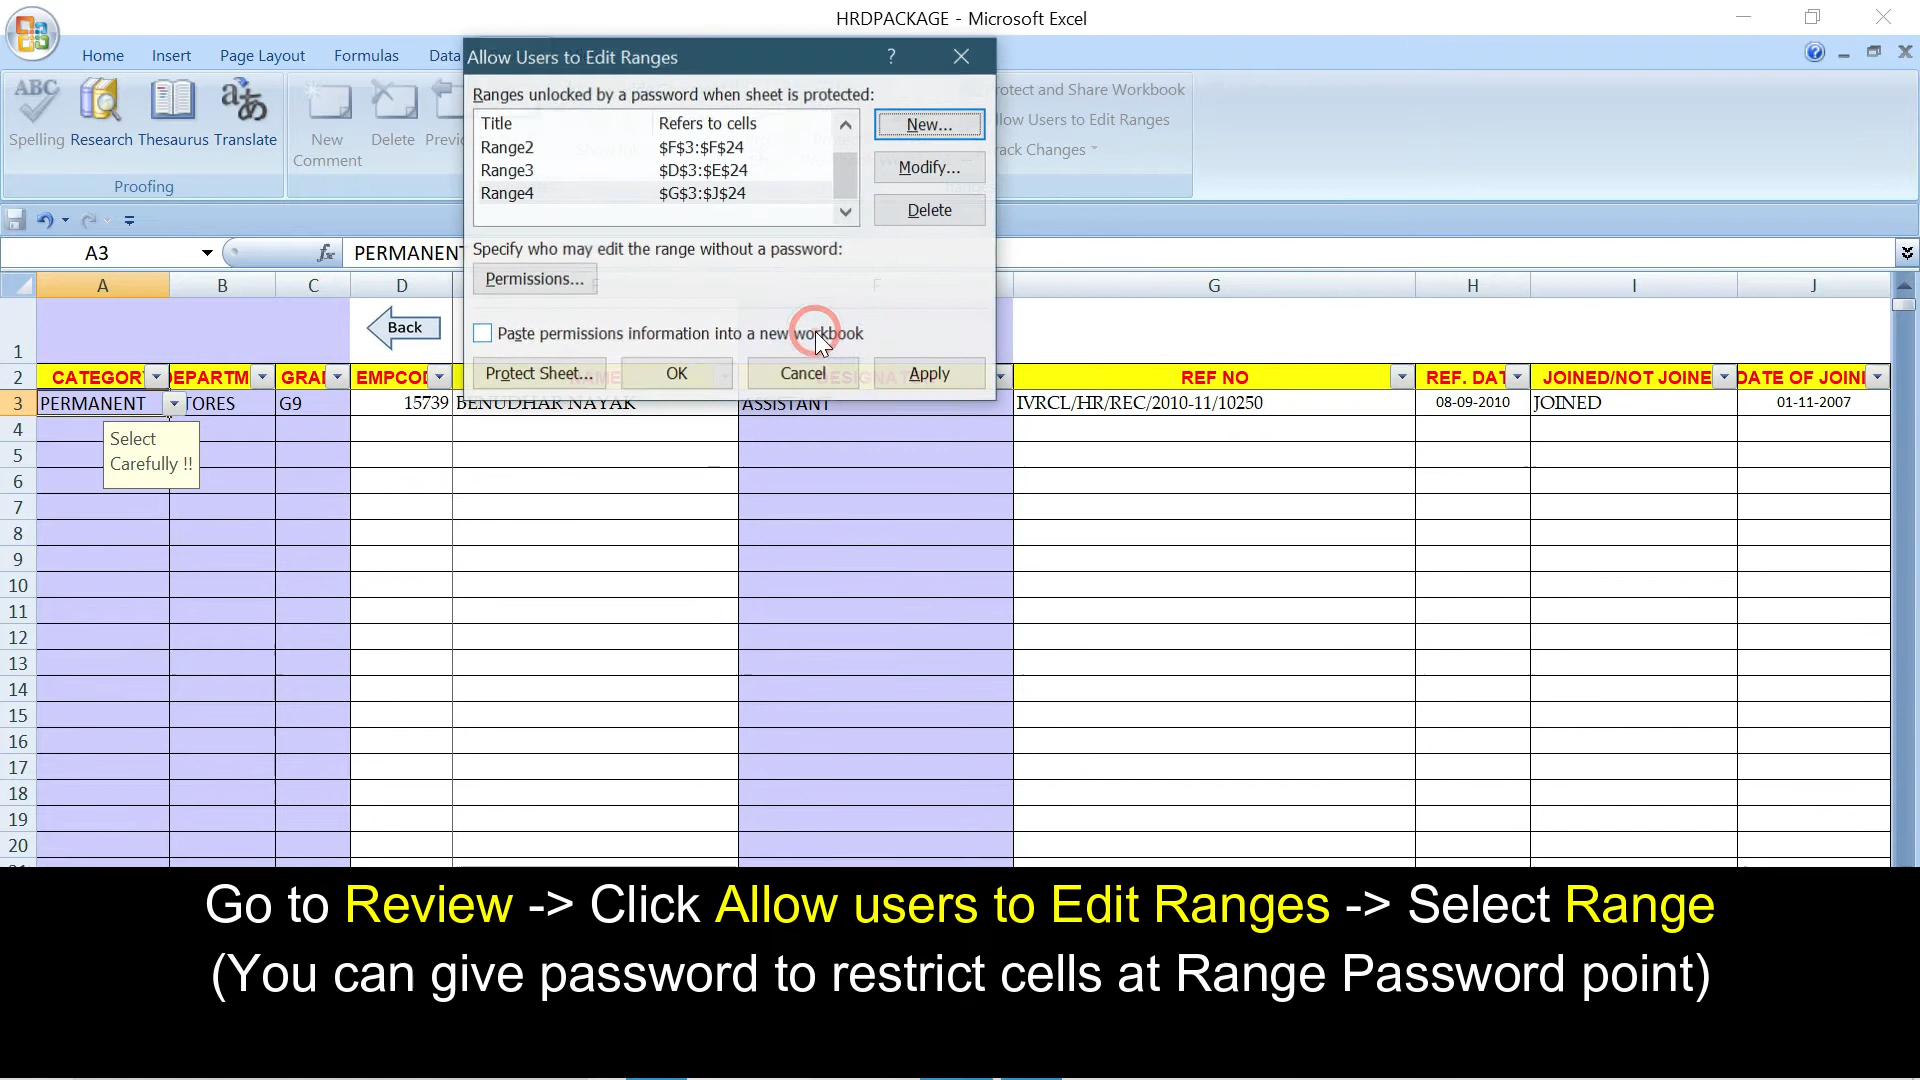 HRDPACKAGE - Microsoft Excel
Home Insert Page Layout Formulas Data
Allow Users to Edit Ranges ?
ABC
Spelling Research Thesaurus Translate
New Comment
Delete
Proofing
rotect and Share Workbook
llow Users to Edit Ranges
rack Changes
Ranges unlocked by a password when sheet is protected:
Title Refers to cells
Range2 $F$3:$F$24
Range3 $D$3:$E$24
Range4 $G$3:$J$24
New...
Modify...
Delete
Specify who may edit the range without a password:
Permissions...
Paste permissions information into a new workbook
Protect Sheet... OK Cancel Apply
A3 fx PERMANENT
A B C D G H I J
1 Back
2 CATEGOR EPARTM GRA EMPCOD REF NO REF. DAT JOINED/NOT JOINE DATE OF JOINI
3 PERMANENT TORES G9 15739 BENUDHAR NAYAK ASSISTANT IVRCL/HR/REC/2010-11/10250 08-09-2010 JOINED 01-11-2007
Select
Carefully !!
4
5
6
7
8
9
10
11
12
13
14
15
16
17
18
19
20
Go to Review -> Click Allow users to Edit Ranges -> Select Range
(You can give password to restrict cells at Range Password point)